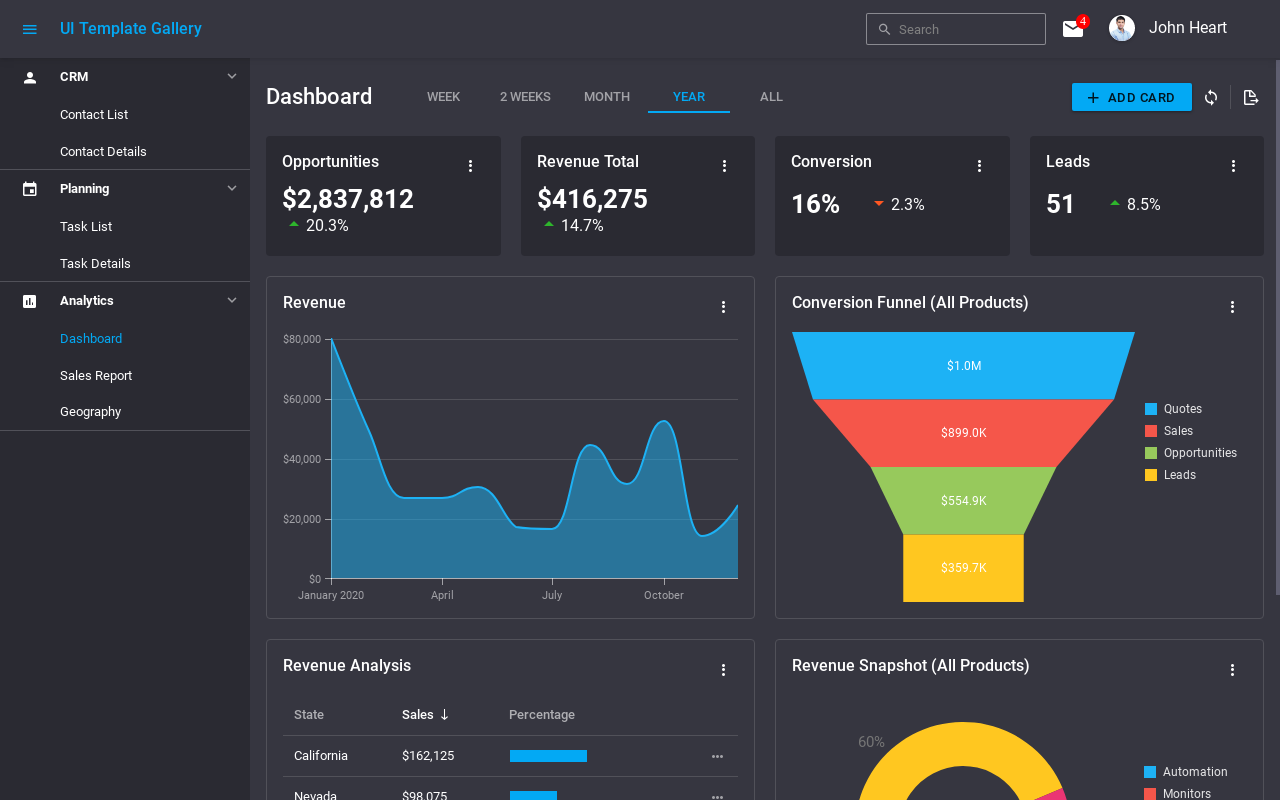 UI Template Gallery
Search
4
John Heart
CRM
Contact List
Contact Details
Planning
Task List
Task Details
Analytics
Dashboard
Sales Report
Geography
Dashboard
WEEK
2 WEEKS
MONTH
YEAR
ALL
ADD CARD
Opportunities
$2,837,812
20.3%
Revenue Total
$416,275
14.7%
Conversion
16%
2.3%
Leads
51
8.5%
Revenue
$80,000
$60,000
$40,000
$20,000
$0
January 2020
April
July
October
Conversion Funnel (All Products)
$1.0M
$899.0K
$554.9K
$359.7K
Quotes
Sales
Opportunities
Leads
Revenue Analysis
State
Sales
Percentage
California
$162,125
Nevada
$98,075
Revenue Snapshot (All Products)
60%
Automation
Monitors